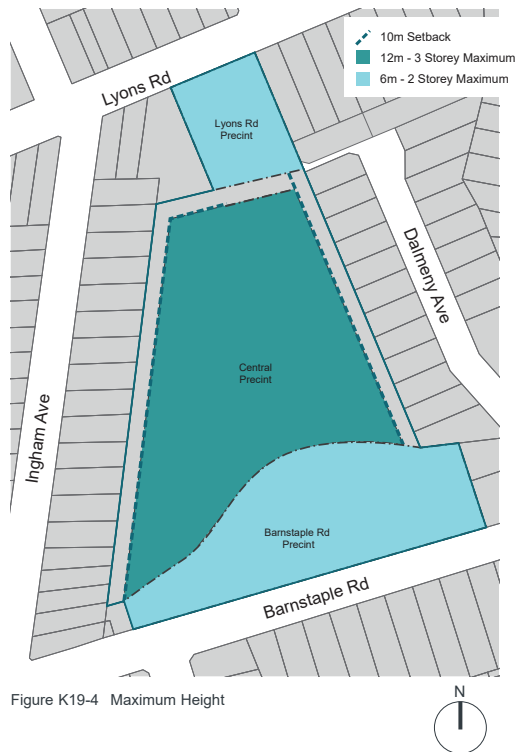 10m Setback
12m - 3 Storey Maximum
6m - 2 Storey Maximum
Lyons Rd
Lyons Rd
Precint
Dalmeny Ave
Central
Precint
Ingham Ave
Barnstaple Rd
Precint
Barnstaple Rd
Figure K19-4 Maximum Height
N